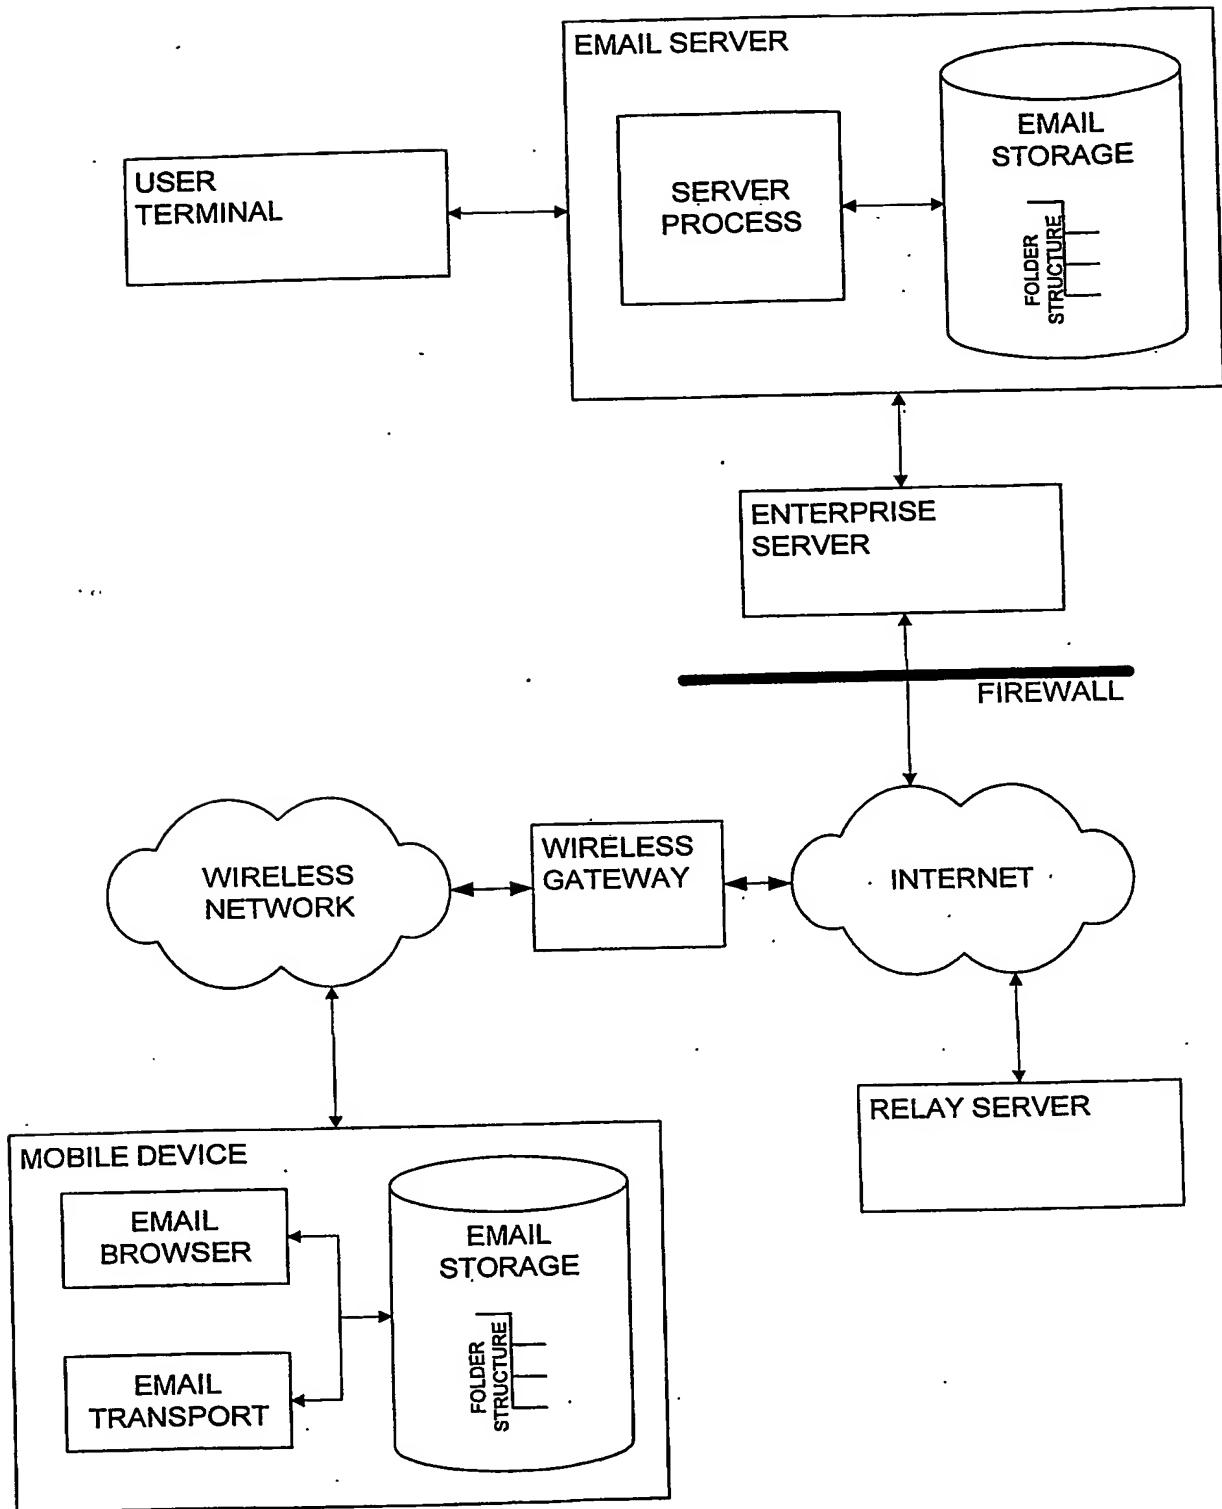 EMAIL SERVER
EMAIL
STORAGE
USER
TERMINAL
SERVER
PROCESS
FOLDER
STRUCTURE
ENTERPRISE
SERVER
FIREWALL
WIRELESS
NETWORK
WIRELESS
GATEWAY
INTERNET
RELAY SERVER
MOBILE DEVICE
EMAIL
BROWSER
EMAIL
STORAGE
FOLDER
STRUCTURE
EMAIL
TRANSPORT